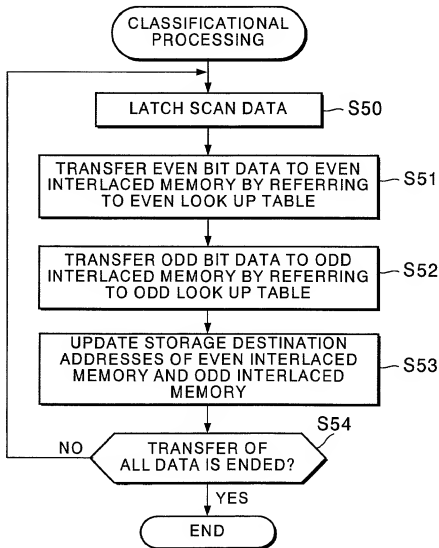 CLASSIFICATIONAL
PROCESSING
LATCH SCAN DATA
S50
TRANSFER EVEN BIT DATA TO EVEN
INTERLACED MEMORY BY REFERRING
TO EVEN LOOK UP TABLE
S51
TRANSFER ODD BIT DATA TO ODD
INTERLACED MEMORY BY REFERRING
TO ODD LOOK UP TABLE
S52
UPDATE STORAGE DESTINATION
ADDRESSES OF EVEN INTERLACED
MEMORY AND ODD INTERLACED
MEMORY
S53
S54
NO
TRANSFER OF
ALL DATA IS ENDED?
YES
END